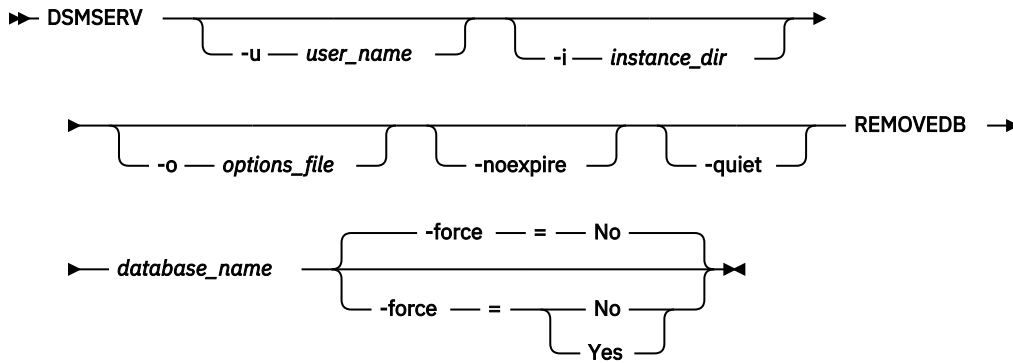 DSMSERV
-u user_name
-i instance_dir
REMOVEDB
-o options_file
-noexpire
-quiet
-force = No
database_name
-force = No
Yes